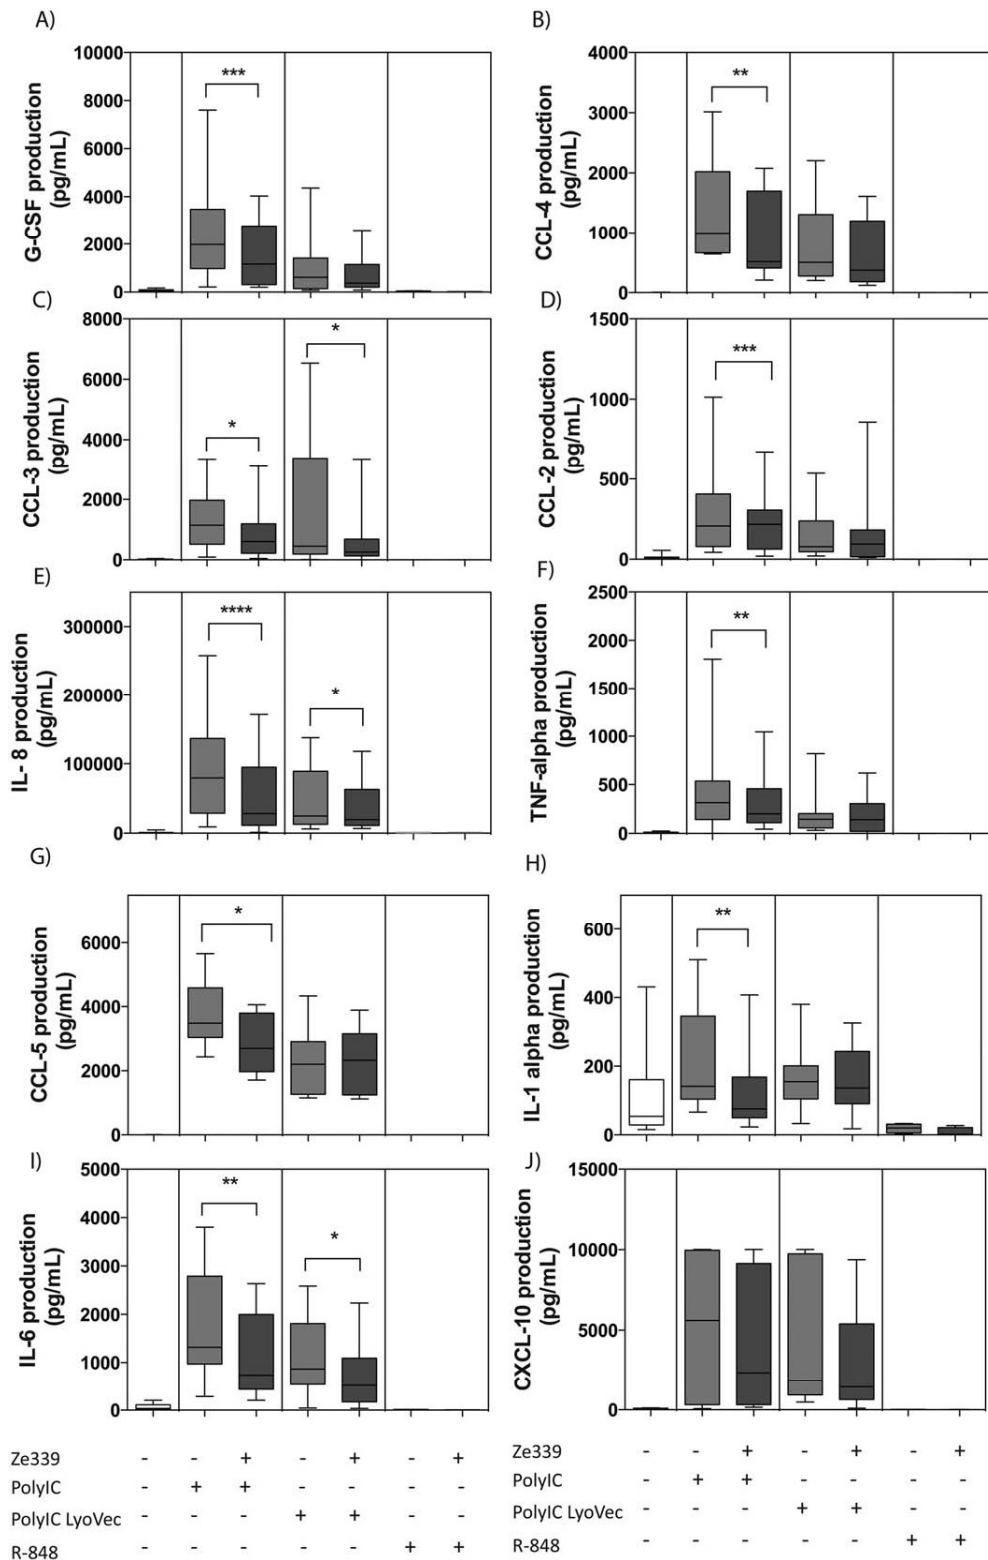 A)
G-CSF production
(pg/mL)
10000
8000
6000
4000
2000
0
***
B)
CCL-4 production
(pg/mL)
4000
3000
2000
1000
0
**
C)
CCL-3 production
(pg/mL)
8000
6000
4000
2000
0
*
*
D)
CCL-2 production
(pg/mL)
1500
1000
500
0
***
E)
IL- 8 production
(pg/mL)
300000
200000
100000
0
****
*
F)
TNF-alpha production
(pg/mL)
2500
2000
1500
1000
500
0
**
G)
CCL-5 production
(pg/mL)
6000
4000
2000
0
*
H)
IL-1 alpha production
(pg/mL)
600
400
200
0
**
I)
IL-6 production
(pg/mL)
5000
4000
3000
2000
1000
0
**
*
J)
CXCL-10 production
(pg/mL)
15000
10000
5000
0
Ze339 - - + - + - +
PolyIC - + + - - - -
PolyIC LyoVec - - - + + - -
R-848 - - - - - + +
Ze339 - - + - + - +
PolyIC - + + - - - -
PolyIC LyoVec - - - + + - -
R-848 - - - - - + +